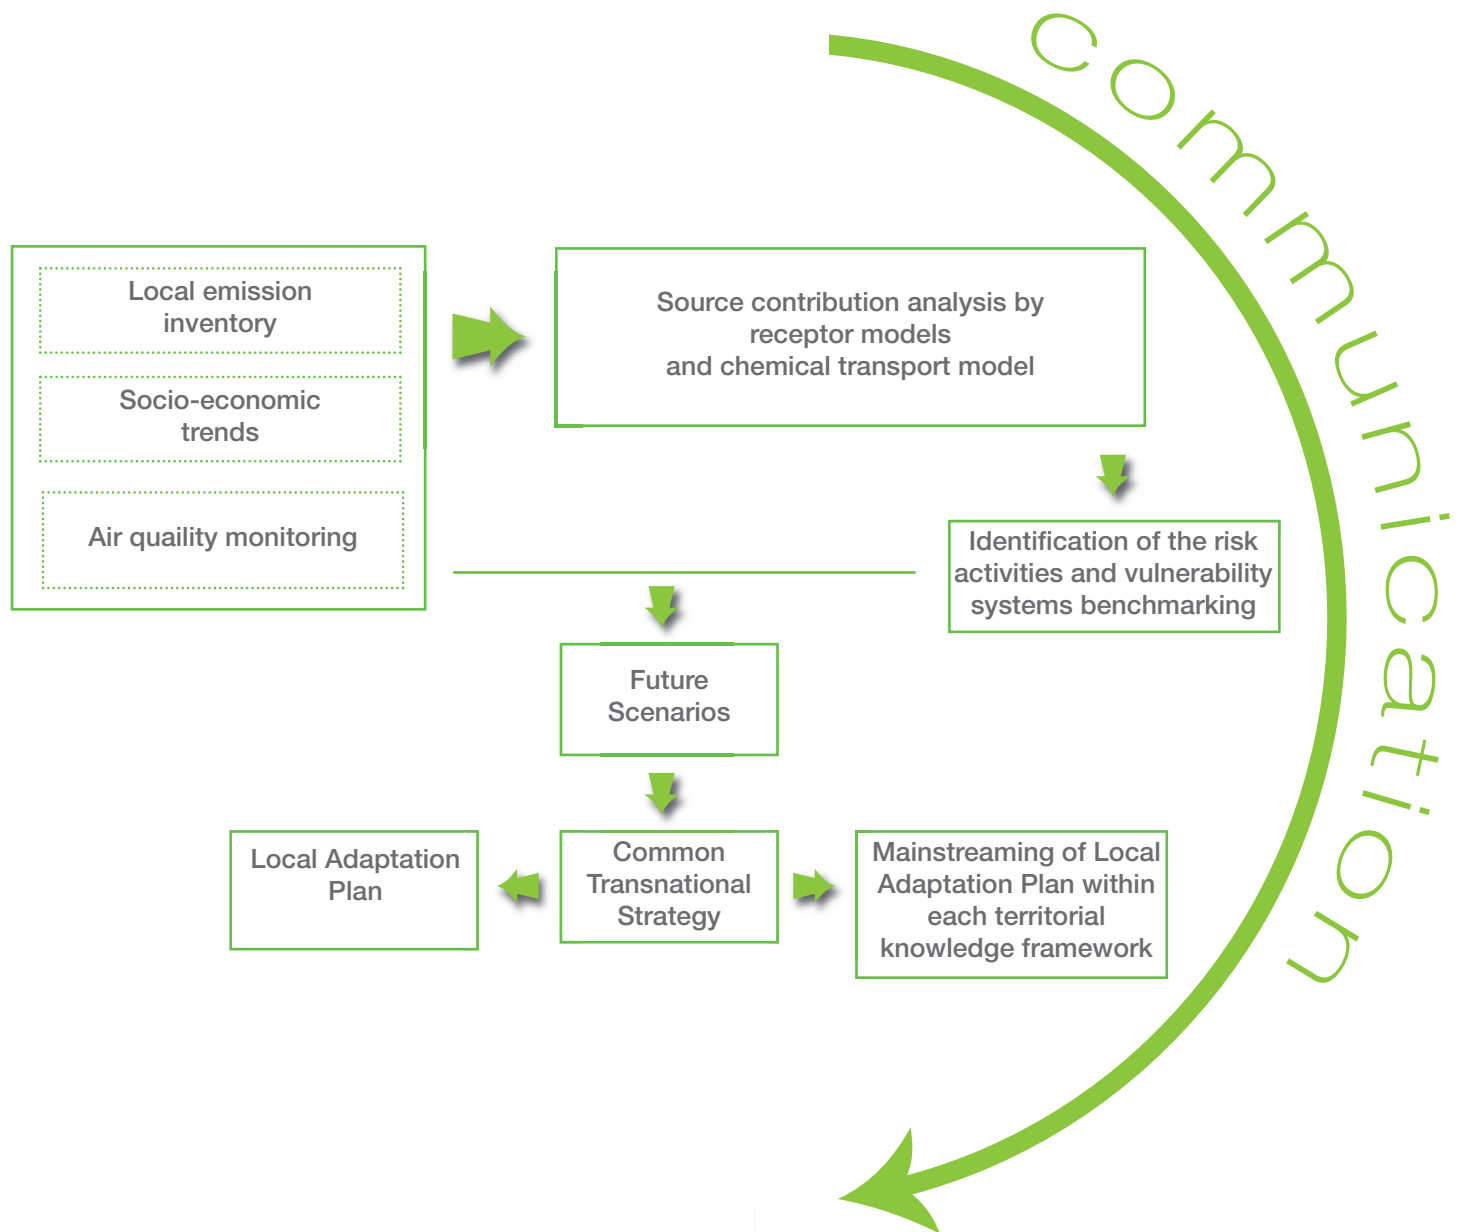 communication
Local emission
inventory
Socio-economic
trends
Air quaility monitoring
Source contribution analysis by
receptor models
and chemical transport model
Identification of the risk
activities and vulnerability
systems benchmarking
Future
Scenarios
Local Adaptation
Plan
Common
Transnational
Strategy
Mainstreaming of Local
Adaptation Plan within
each territorial
knowledge framework